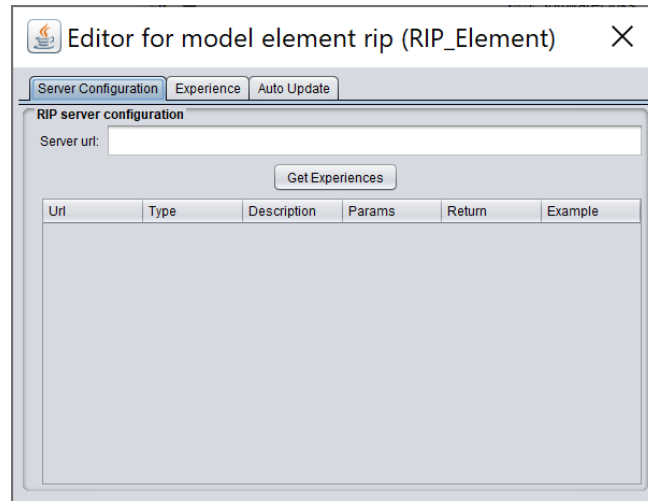 Editor for model element rip (RIP_Element)
Server Configuration Experience Auto Update
RIP server configuration
Server url:
Get Experiences
Url Type Description Params Return Example